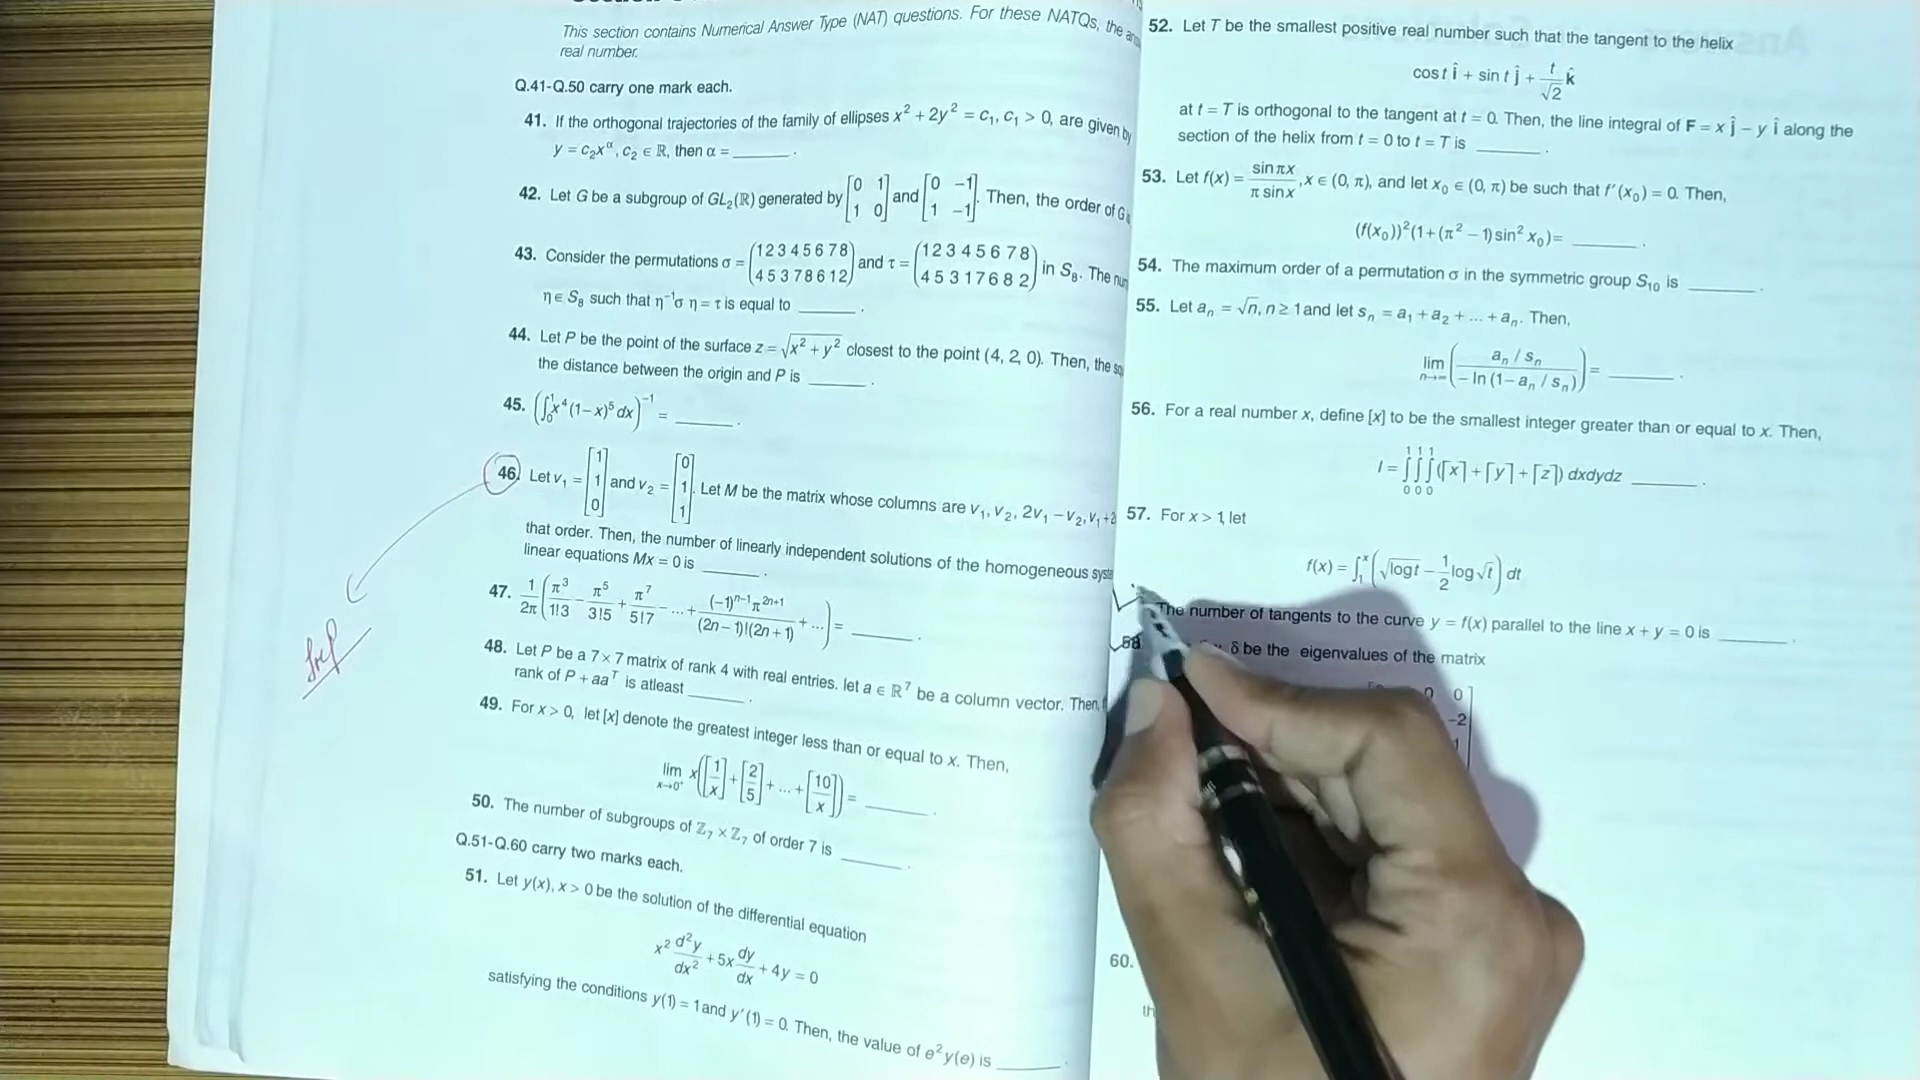 This section contains Numerical Answer Type (NAT) questions. For these NATQs, the
real number.
Q.41-Q.50 carry one mark each.
41. If the orthogonal trajectories of the family of ellipses x² + 2y² = c₁, c₁ > 0, are given by
y = c₂x^α, c₂ ∈ ℝ, then α = ______.
42. Let G be a subgroup of GL₂(ℝ) generated by [0 1; 1 0] and [0 −1; 1 −1]. Then, the order of G
43. Consider the permutations σ = (1 2 3 4 5 6 7 8; 4 5 3 7 8 6 1 2) and τ = (1 2 3 4 5 6 7 8; 4 5 3 1 7 6 8 2) in S₈. The
η ∈ S₈ such that η⁻¹σ η = τ is equal to ______.
44. Let P be the point of the surface z = √(x² + y²) closest to the point (4, 2, 0). Then, the
the distance between the origin and P is ______.
45. (∫₀¹ x⁴(1−x)⁵ dx)⁻¹ = ______.
46. Let v₁ = [1; 1; 0] and v₂ = [0; 1; 1]. Let M be the matrix whose columns are v₁, v₂, 2v₁ − v₂, v₁ + 2
that order. Then, the number of linearly independent solutions of the homogeneous
linear equations Mx = 0 is ______.
47. 1/2π (π³/1!3 − π⁵/3!5 + π⁷/5!7 − ... + (−1)ⁿ⁻¹π²ⁿ⁺¹/(2n − 1)!(2n + 1) + ...) = ______.
48. Let P be a 7 × 7 matrix of rank 4 with real entries. let a ∈ ℝ⁷ be a column vector. Then,
rank of P + aaᵀ is atleast ______.
49. For x > 0, let [x] denote the greatest integer less than or equal to x. Then,
lim x→0⁺ x([1/x] + [2/5] + ... + [10/x]) = ______.
50. The number of subgroups of ℤ₇ × ℤ₇ of order 7 is ______.
Q.51-Q.60 carry two marks each.
51. Let y(x), x > 0 be the solution of the differential equation
x² d²y/dx² + 5x dy/dx + 4y = 0
satisfying the conditions y(1) = 1 and y′(1) = 0. Then, the value of e²y(e) is ______.
52. Let T be the smallest positive real number such that the tangent to the helix
cos t î + sin t ĵ + t/√2 k̂
at t = T is orthogonal to the tangent at t = 0. Then, the line integral of F = x ĵ − y î along the
section of the helix from t = 0 to t = T is ______.
53. Let f(x) = sin πx/π sin x, x ∈ (0, π), and let x₀ ∈ (0, π) be such that f′(x₀) = 0. Then,
(f(x₀))²(1 + (π² − 1) sin² x₀) = ______.
54. The maximum order of a permutation σ in the symmetric group S₁₀ is ______.
55. Let aₙ = √n, n ≥ 1 and let sₙ = a₁ + a₂ + ... + aₙ. Then,
lim n→∞ (aₙ / sₙ / − ln (1 − aₙ / sₙ)) = ______.
56. For a real number x, define [x] to be the smallest integer greater than or equal to x. Then,
I = ∫₀¹ ∫₀¹ ∫₀¹ (⌈x⌉ + ⌈y⌉ + ⌈z⌉) dxdydz ______.
57. For x > 1, let
f(x) = ∫₁ˣ (√log t − 1/2 log √t) dt
The number of tangents to the curve y = f(x) parallel to the line x + y = 0 is ______.
58. δ be the eigenvalues of the matrix
0 0
−2
60.
th